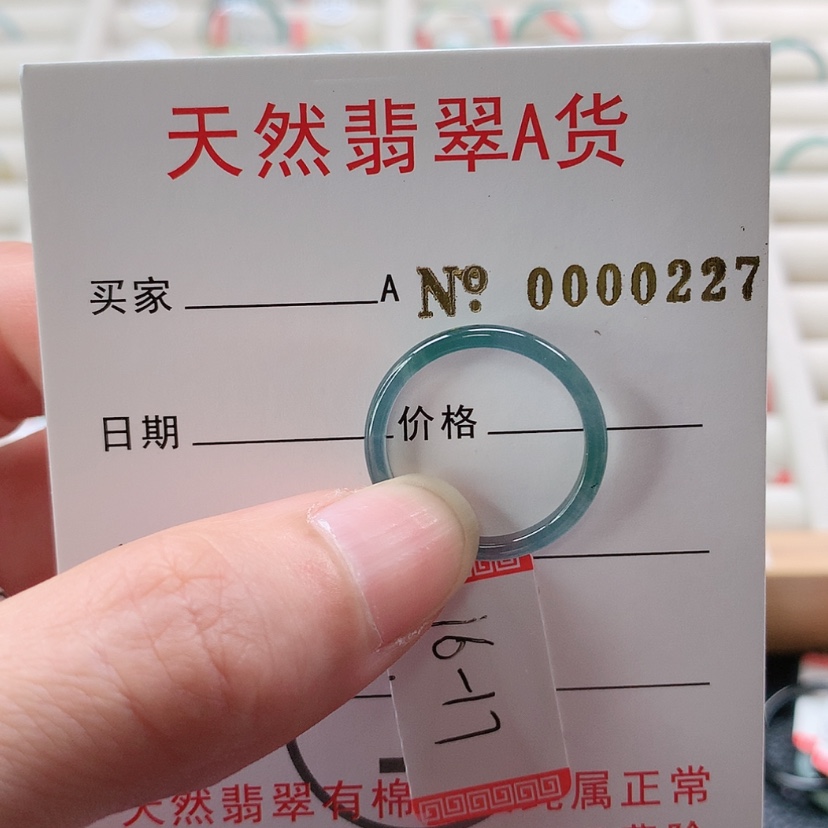 天然翡翠A货
买家 A № 0000227
日期 价格
16-17
天然翡翠有棉 属正常